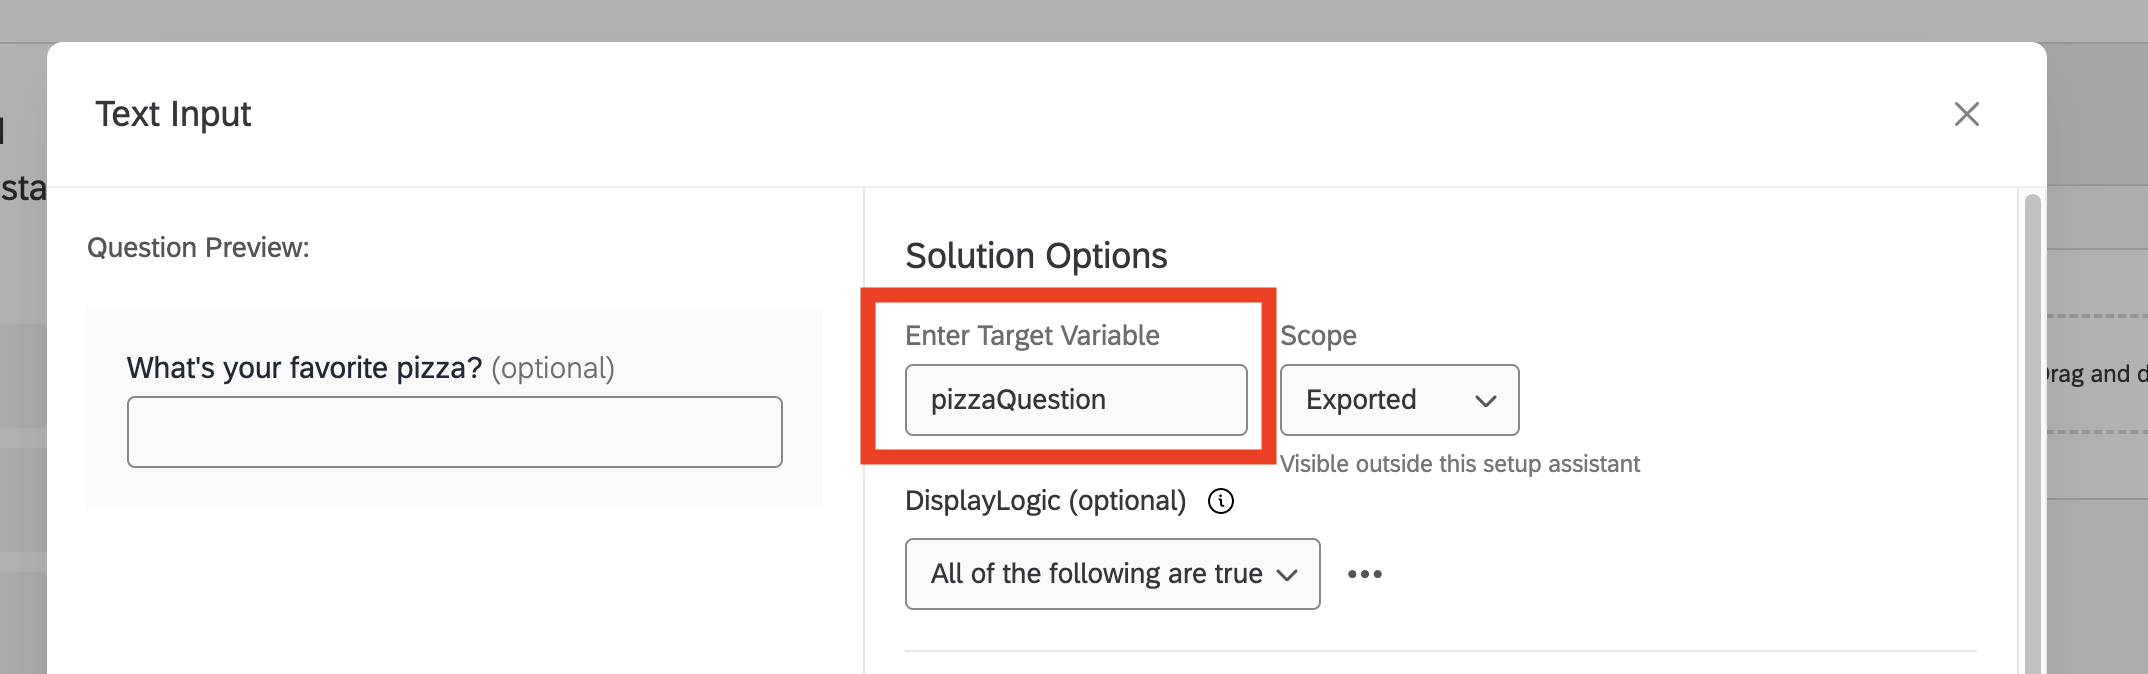 Text Input
sta
Question Preview:
What's your favorite pizza? (optional)
Solution Options
Enter Target Variable
pizzaQuestion
Scope
Exported
Visible outside this setup assistant
DisplayLogic (optional)
All of the following are true
rag and d